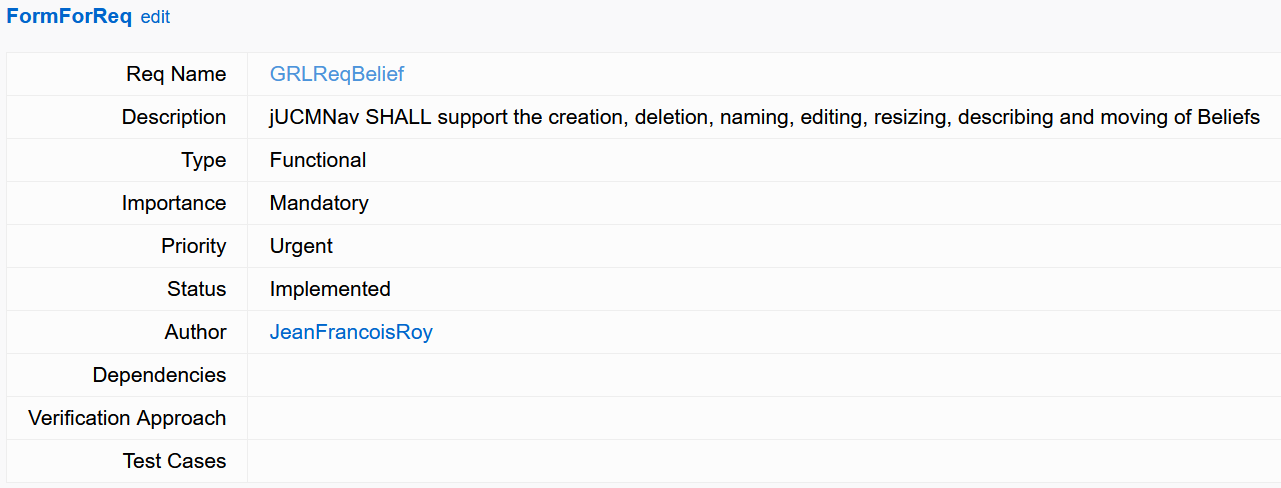 FormForReq edit
Req Name GRLReqBelief
Description jUCMNav SHALL support the creation, deletion, naming, editing, resizing, describing and moving of Beliefs
Type Functional
Importance Mandatory
Priority Urgent
Status Implemented
Author JeanFrancoisRoy
Dependencies
Verification Approach
Test Cases